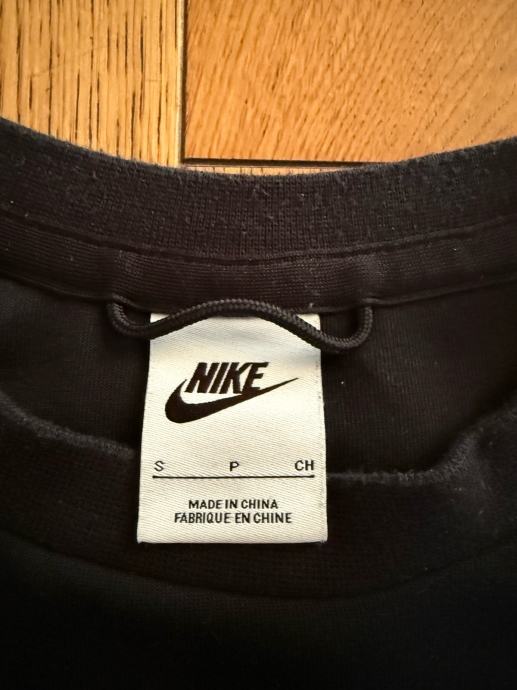 NIKE
S P CH
MADE IN CHINA
FABRIQUE EN CHINE